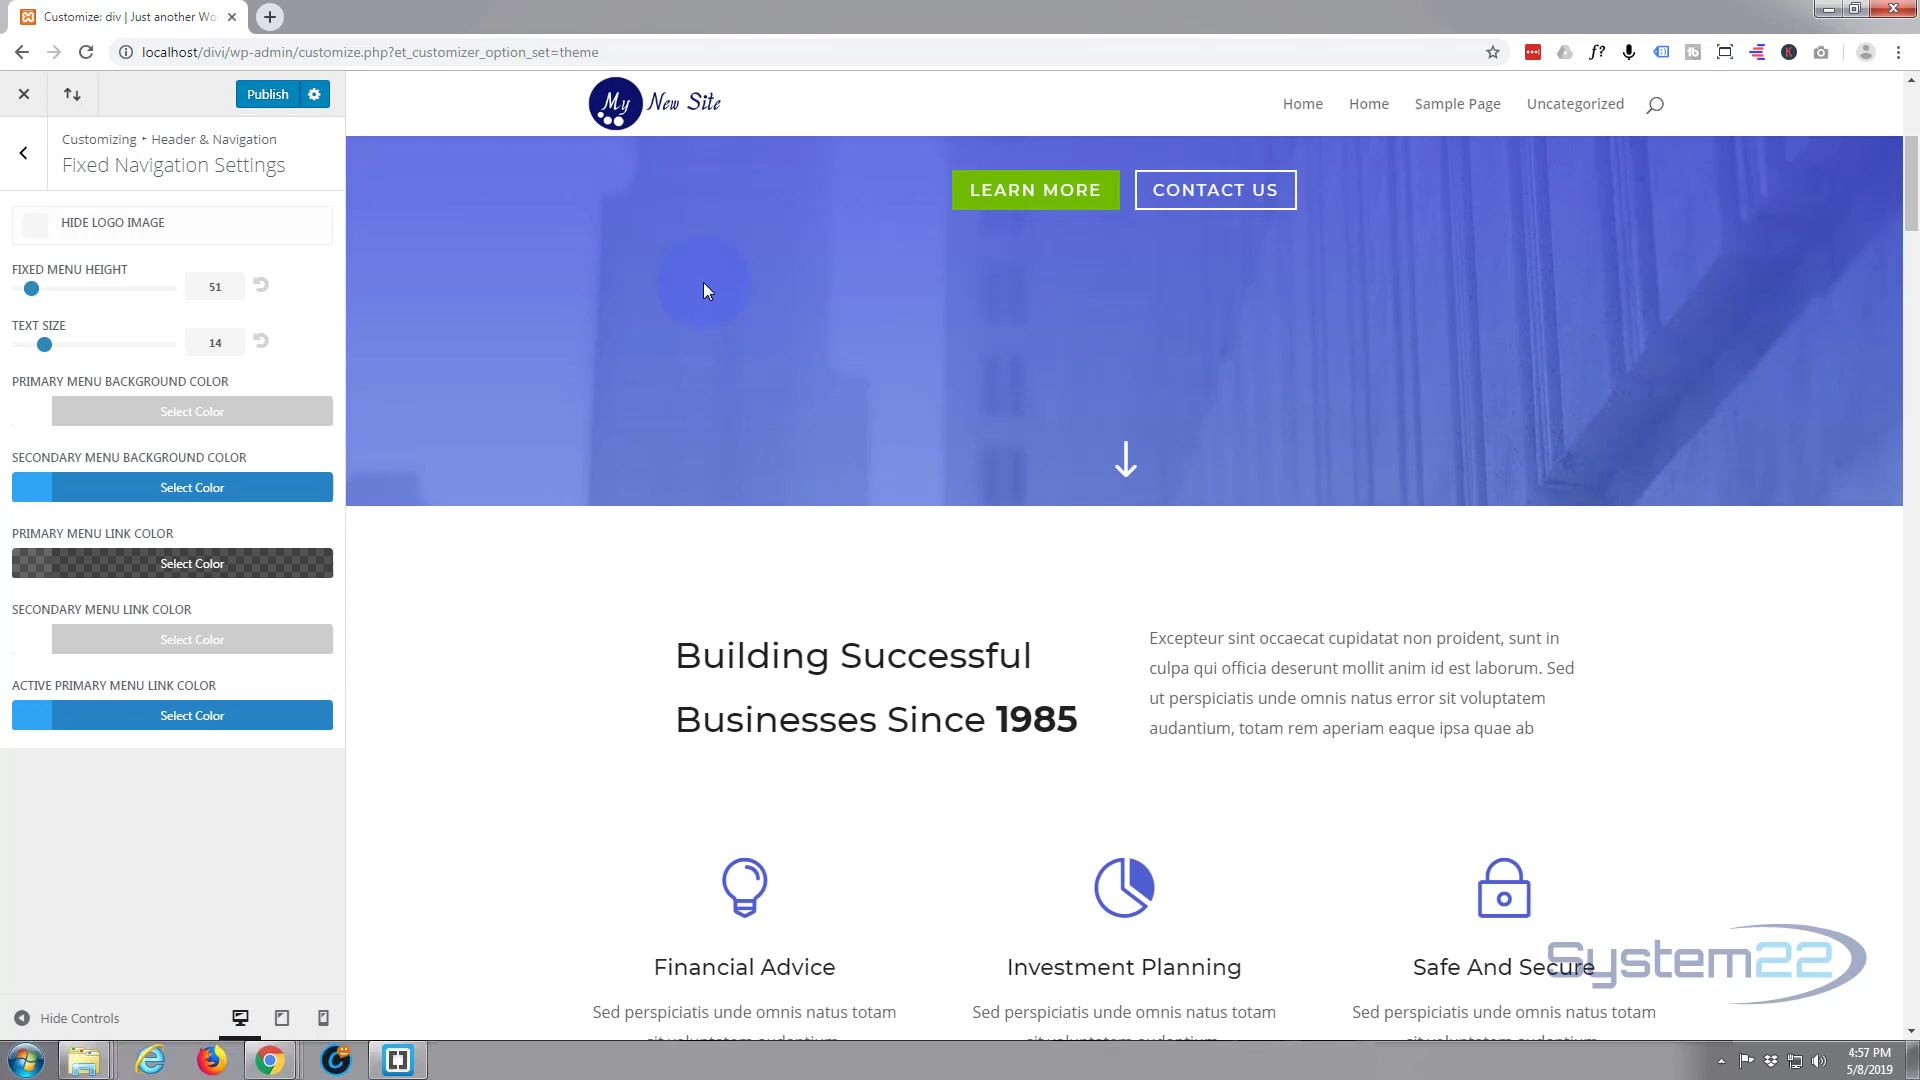 Customize: div | Just another Wo
localhost/divi/wp-admin/customize.php?et_customizer_option_set=theme
Publish
Customizing ‣ Header & Navigation
Fixed Navigation Settings
HIDE LOGO IMAGE
FIXED MENU HEIGHT
51
TEXT SIZE
14
PRIMARY MENU BACKGROUND COLOR
Select Color
SECONDARY MENU BACKGROUND COLOR
Select Color
PRIMARY MENU LINK COLOR
Select Color
SECONDARY MENU LINK COLOR
Select Color
ACTIVE PRIMARY MENU LINK COLOR
Select Color
Hide Controls
My New Site
Home Home Sample Page Uncategorized
LEARN MORE CONTACT US
Building Successful
Businesses Since 1985
Excepteur sint occaecat cupidatat non proident, sunt in
culpa qui officia deserunt mollit anim id est laborum. Sed
ut perspiciatis unde omnis natus error sit voluptatem
audantium, totam rem aperiam eaque ipsa quae ab
Financial Advice
Sed perspiciatis unde omnis natus totam
Investment Planning
Sed perspiciatis unde omnis natus totam
Safe And Secure
Sed perspiciatis unde omnis natus totam
System22
4:57 PM
5/8/2019